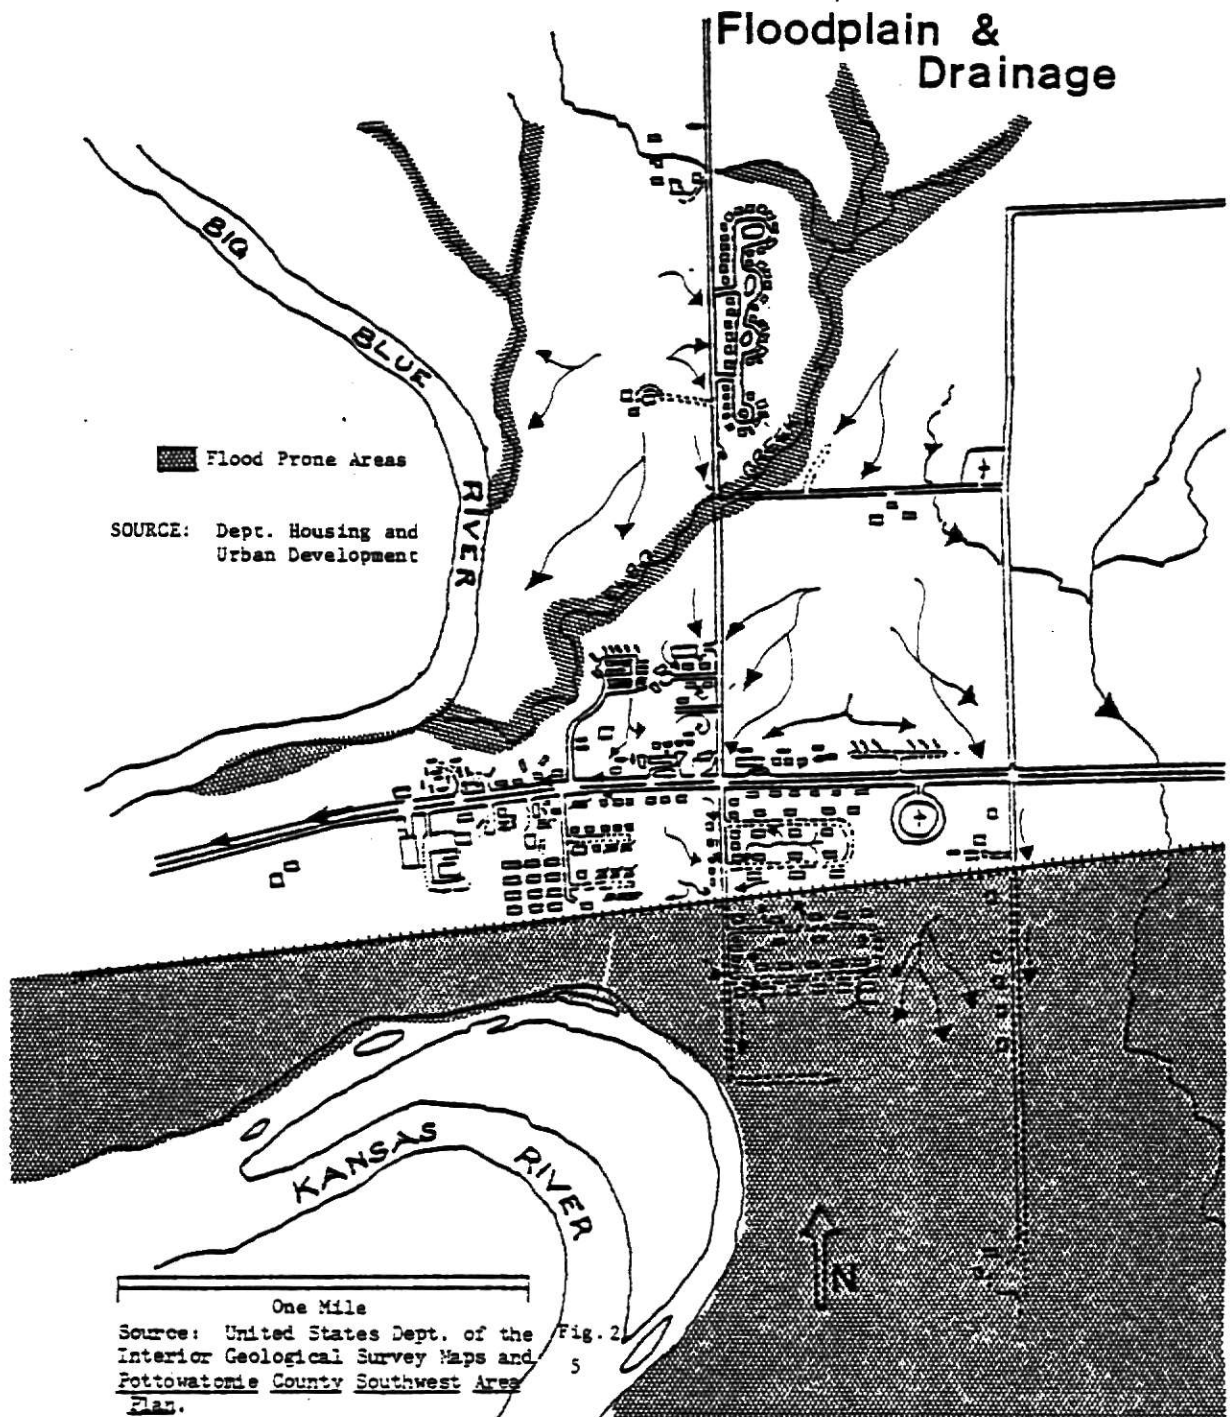 Floodplain &
Drainage
BIG
BLUE
RIVER
Flood Prone Areas
SOURCE: Dept. Housing and
Urban Development
CREEK
KANSAS
RIVER
N
One Mile
Source: United States Dept. of the
Interior Geological Survey Maps and
Pottowatomie County Southwest Area
Plan.
Fig. 2
5